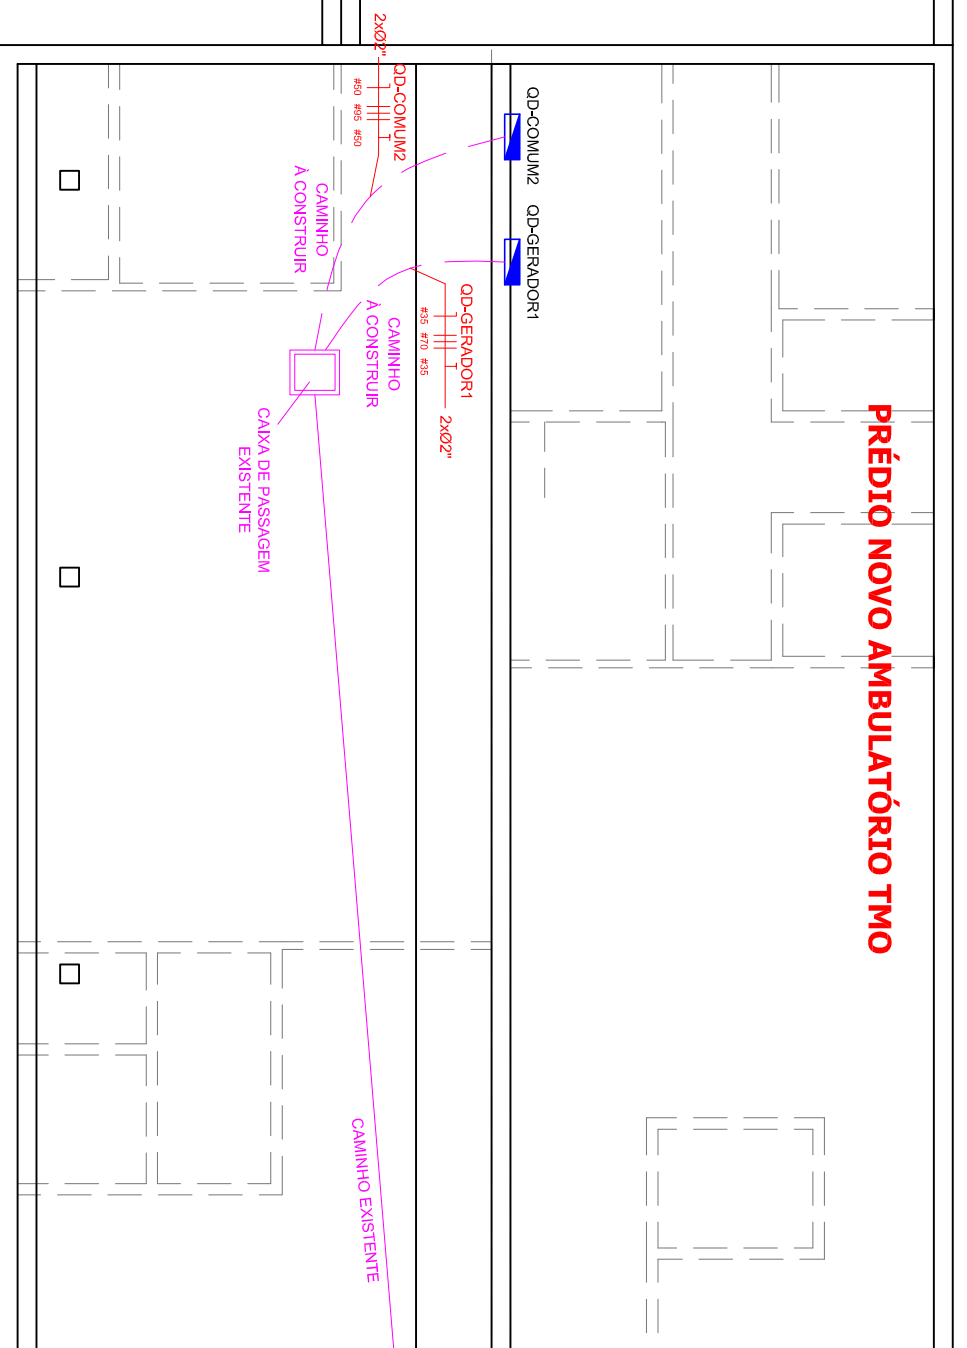 PRÉDIO NOVO AMBULATÓRIO TMO
QD-COMUM2
QD-GERADOR1
QD-GERADOR1
#35 #70 #35
2xØ2"
2xØ2"
QD-COMUM2
#50 #95 #50
CAMINHO
À CONSTRUIR
CAMINHO
À CONSTRUIR
CAIXA DE PASSAGEM
EXISTENTE
CAMINHO EXISTENTE